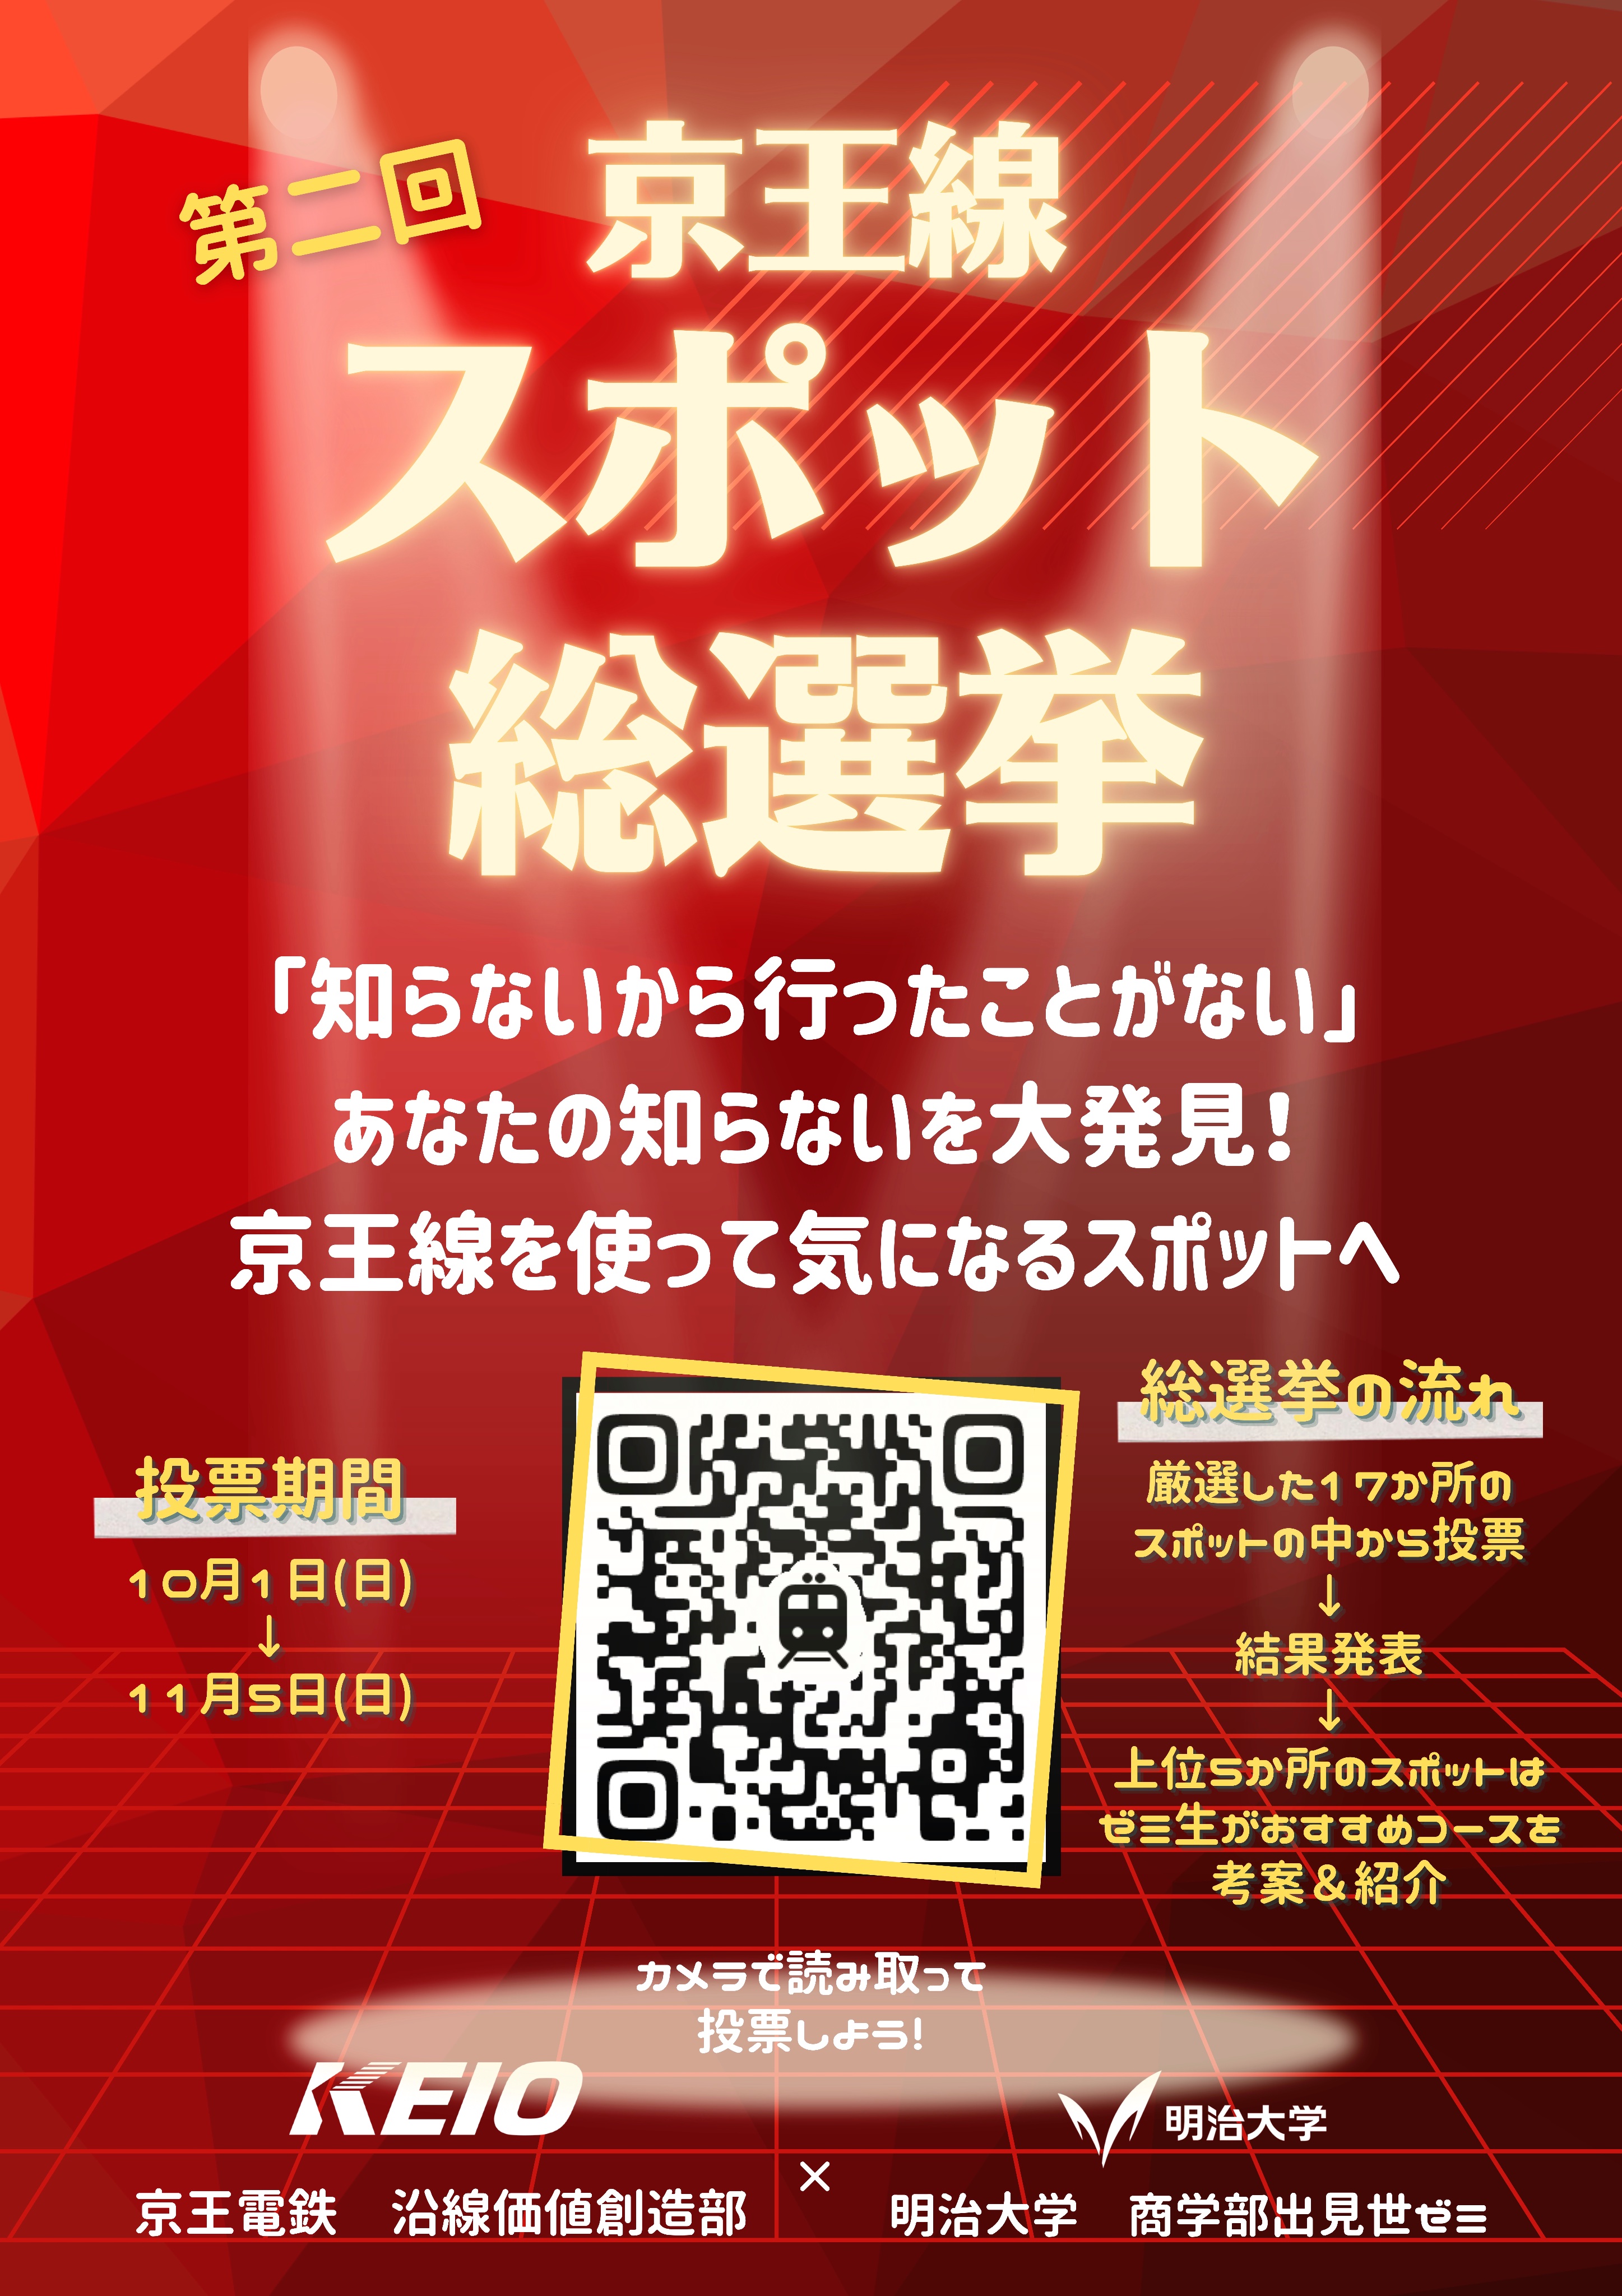 第二回
京王線
スポット
総選挙
「知らないから行ったことがない」
あなたの知らないを大発見!
京王線を使って気になるスポットへ
投票期間
10月1日(日)
↓
11月5日(日)
総選挙の流れ
厳選した17か所の
スポットの中から投票
↓
結果発表
↓
上位5か所のスポットは
ゼミ生がおすすめコースを
考案&紹介
カメラで読み取って
投票しよう!
KEIO
明治大学
京王電鉄 沿線価値創造部
×
明治大学 商学部出見世ゼミ